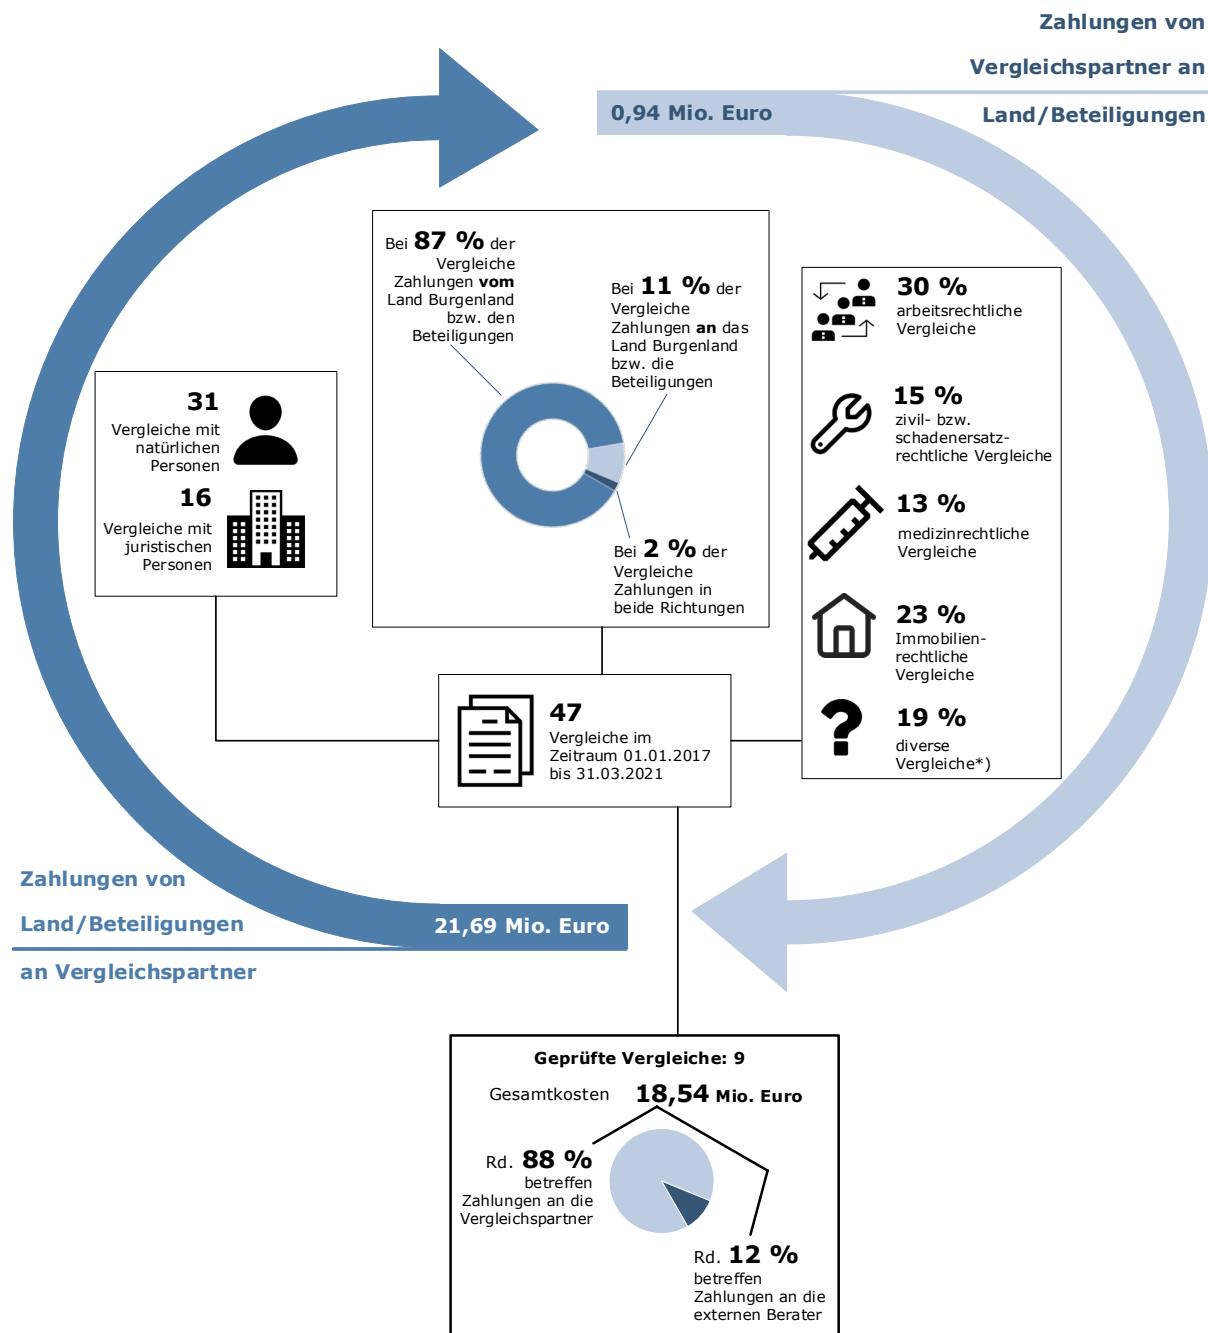 Zahlungen von
Vergleichspartner an
Land/Beteiligungen
0,94 Mio. Euro
Bei 87 % der
Vergleiche
Zahlungen vom
Land Burgenland
bzw. den
Beteiligungen
Bei 11 % der
Vergleiche
Zahlungen an das
Land Burgenland
bzw. die
Beteiligungen
Bei 2 % der
Vergleiche
Zahlungen in
beide Richtungen
31
Vergleiche mit
natürlichen
Personen
16
Vergleiche mit
juristischen
Personen
30 %
arbeitsrechtliche
Vergleiche
15 %
zivil- bzw.
schadenersatz-
rechtliche Vergleiche
13 %
medizinrechtliche
Vergleiche
23 %
Immobilien-
rechtliche
Vergleiche
19 %
diverse
Vergleiche*)
47
Vergleiche im
Zeitraum 01.01.2017
bis 31.03.2021
Zahlungen von
Land/Beteiligungen
an Vergleichspartner
21,69 Mio. Euro
Geprüfte Vergleiche: 9
Gesamtkosten 18,54 Mio. Euro
Rd. 88 %
betreffen
Zahlungen an die
Vergleichspartner
Rd. 12 %
betreffen
Zahlungen an die
externen Berater